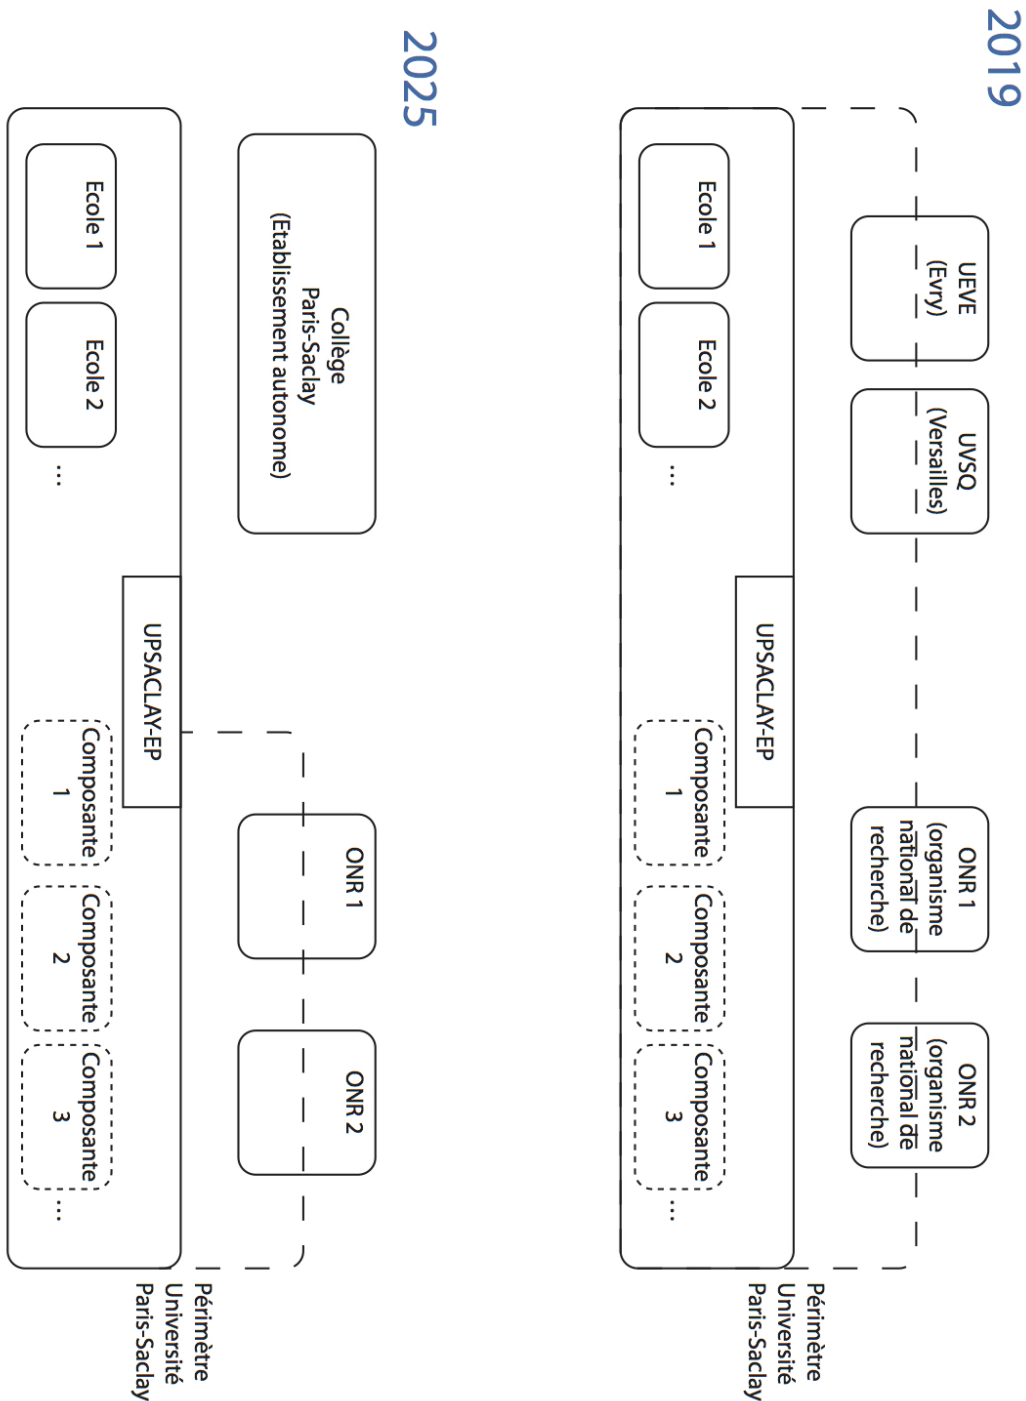 2019
UEVE
(Evry)
UVSQ
(Versailles)
ONR 1
(organisme
national de
recherche)
ONR 2
(organisme
national de
recherche)
Périmètre
Université
Paris-Saclay
UPSACLAY-EP
Ecole 1
Ecole 2
...
Composante
1
Composante
2
Composante
3
...
2025
Collège
Paris-Saclay
(Etablissement autonome)
ONR 1
ONR 2
Périmètre
Université
Paris-Saclay
UPSACLAY-EP
Ecole 1
Ecole 2
...
Composante
1
Composante
2
Composante
3
...